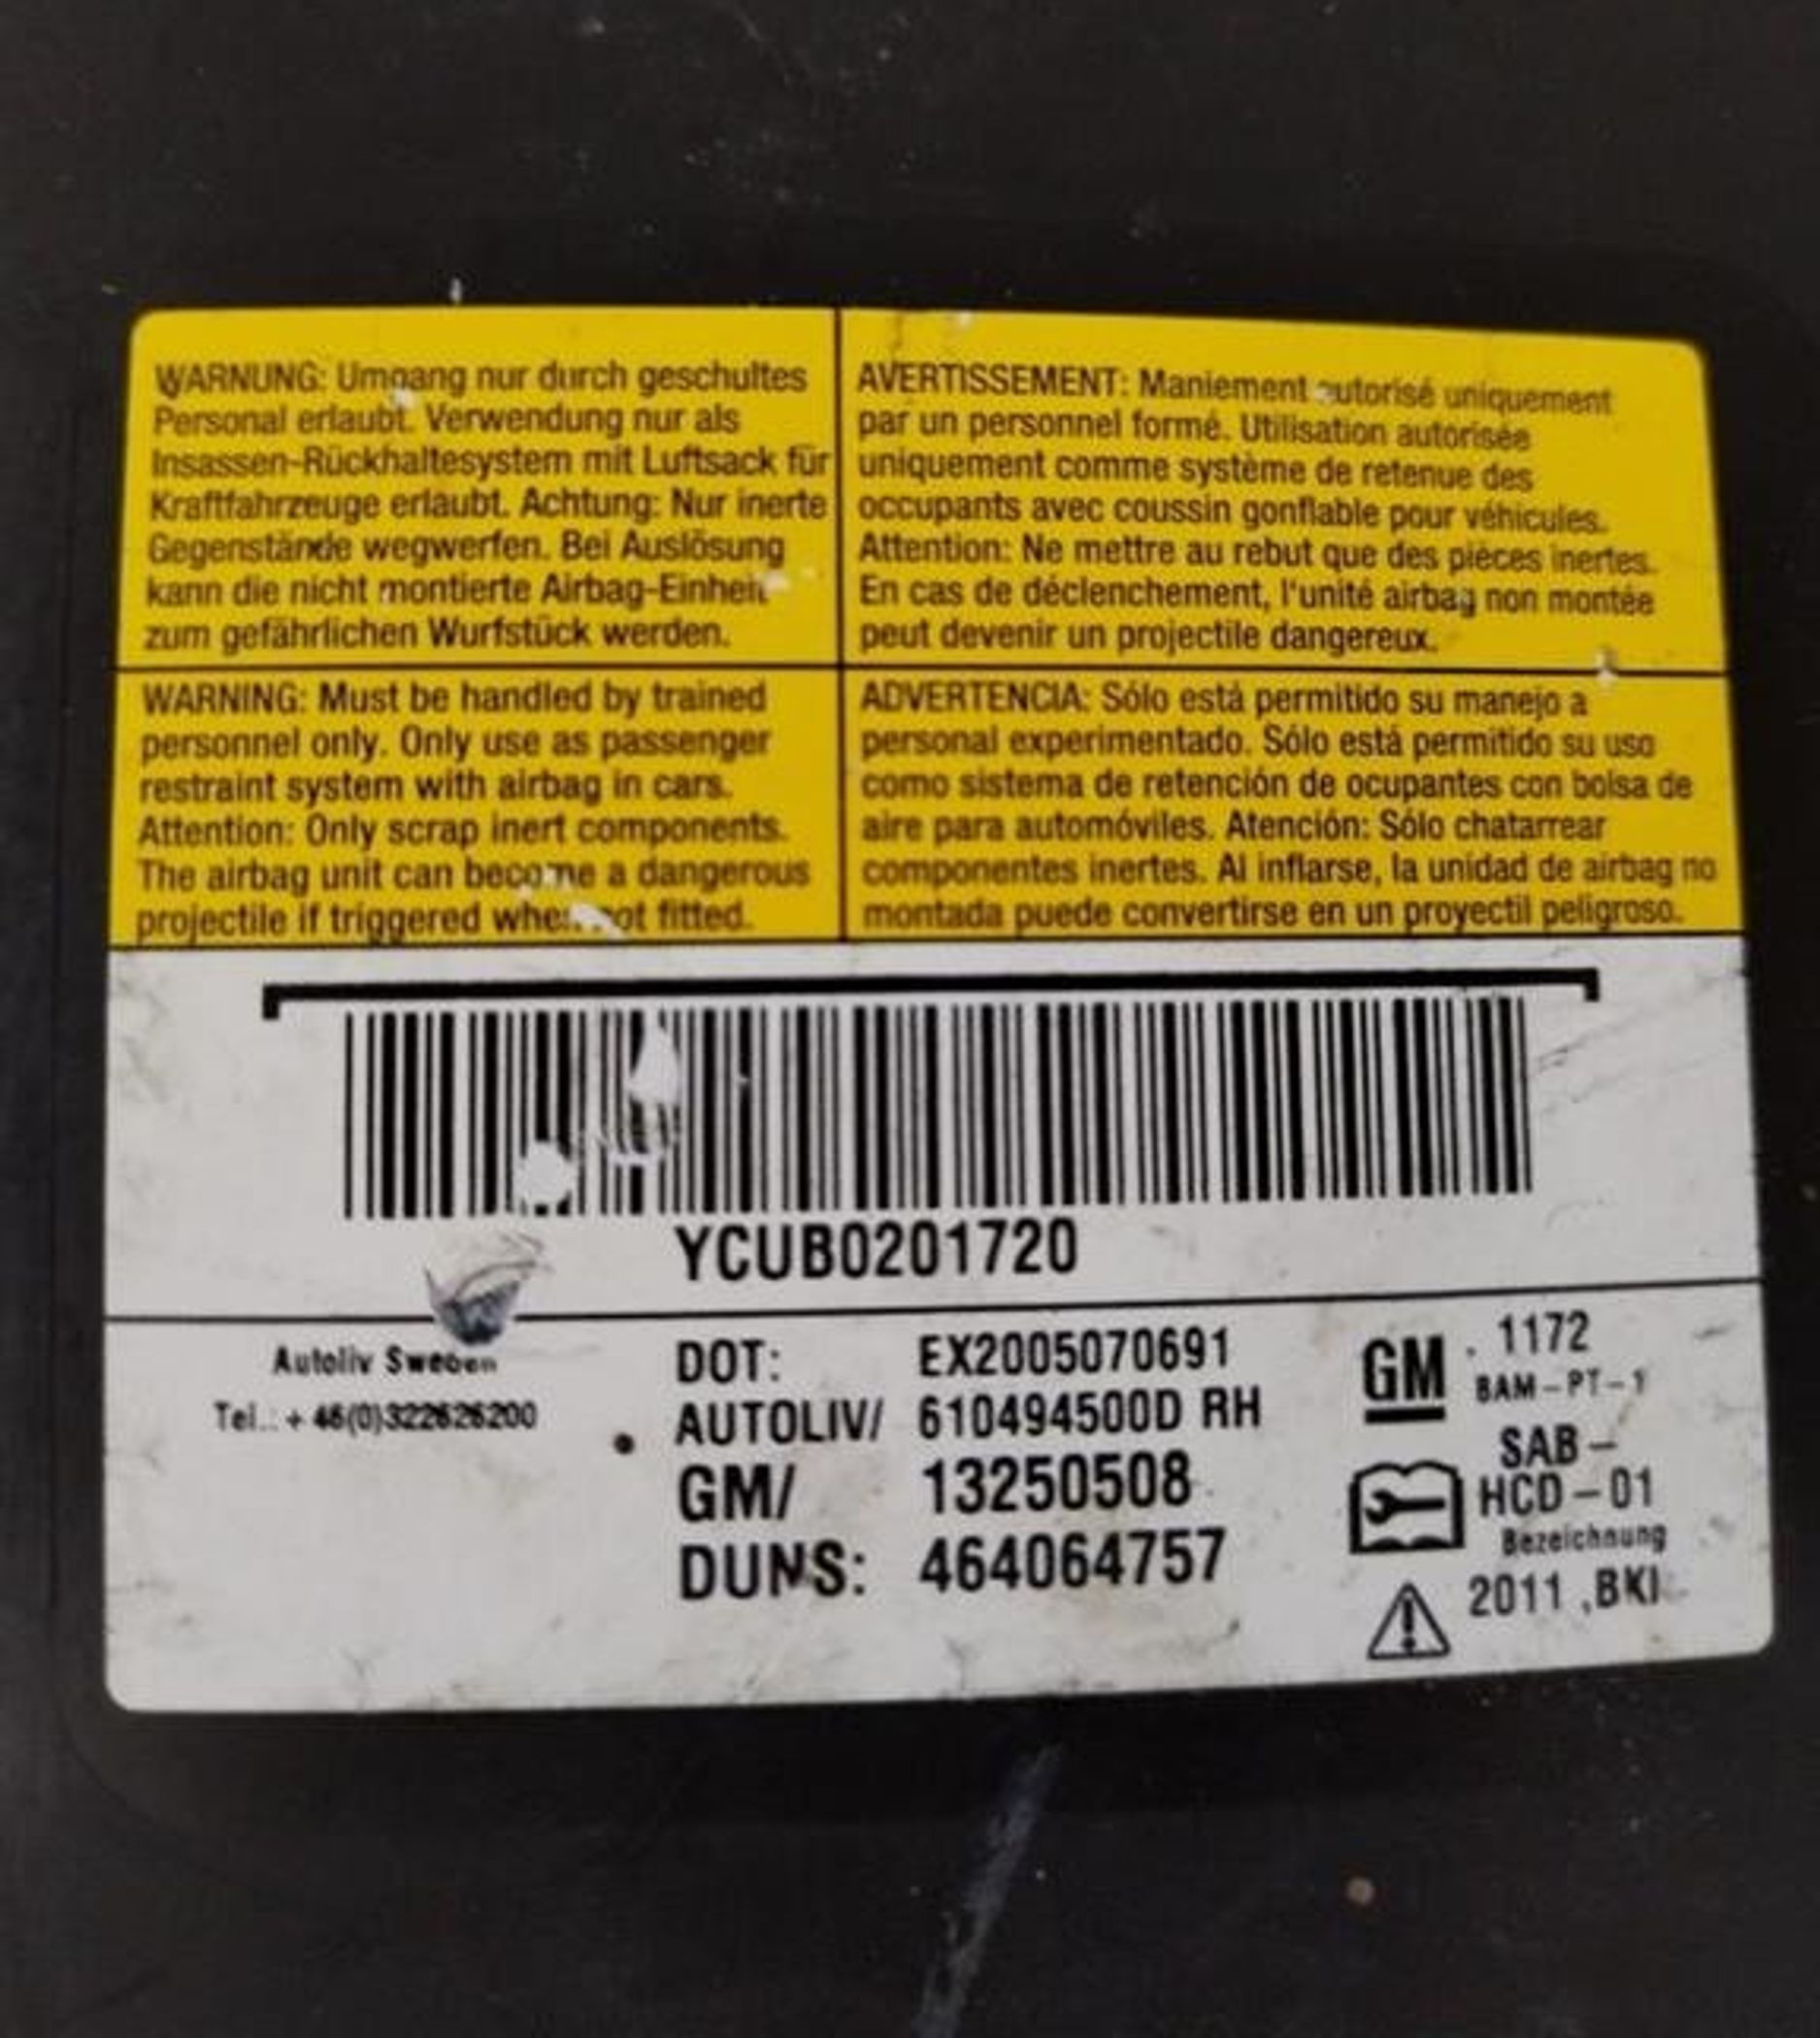 WARNUNG: Umgang nur durch geschultes
Personal erlaubt. Verwendung nur als
Insassen-Rückhaltesystem mit Luftsack für
Kraftfahrzeuge erlaubt. Achtung: Nur inerte
Gegenstände wegwerfen. Bei Auslösung
kann die nicht montierte Airbag-Einheit
zum gefährlichen Wurfstück werden.
AVERTISSEMENT: Maniement autorisé uniquement
par un personnel formé. Utilisation autorisée
uniquement comme système de retenue des
occupants avec coussin gonflable pour véhicules.
Attention: Ne mettre au rebut que des pièces inertes.
En cas de déclenchement, l'unité airbag non montée
peut devenir un projectile dangereux.
WARNING: Must be handled by trained
personnel only. Only use as passenger
restraint system with airbag in cars.
Attention: Only scrap inert components.
The airbag unit can become a dangerous
projectile if triggered when not fitted.
ADVERTENCIA: Sólo está permitido su manejo a
personal experimentado. Sólo está permitido su uso
como sistema de retención de ocupantes con bolsa de
aire para automóviles. Atención: Sólo chatarrear
componentes inertes. Al inflarse, la unidad de airbag no
montada puede convertirse en un proyectil peligroso.
YCUB0201720
Autoliv Sweden
Tel.: + 46(0)322626200
DOT: EX2005070691
AUTOLIV/ 610494500D RH
GM/ 13250508
DUNS: 464064757
GM . 1172
BAM-PT-1
SAB-
HCD-01
Bezeichnung
2011 ,BKI